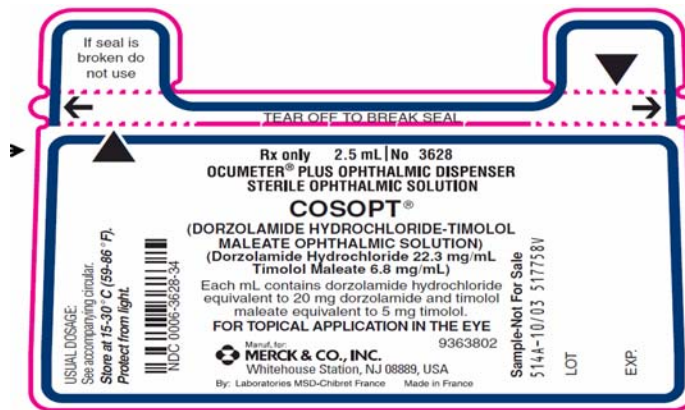 If seal is
broken do
not use
TEAR OFF TO BREAK SEAL
Rx only 2.5 mL | No 3628
OCUMETER® PLUS OPHTHALMIC DISPENSER
STERILE OPHTHALMIC SOLUTION
COSOPT®
(DORZOLAMIDE HYDROCHLORIDE-TIMOLOL
MALEATE OPHTHALMIC SOLUTION)
(Dorzolamide Hydrochloride 22.3 mg/mL
Timolol Maleate 6.8 mg/mL)
Each mL contains dorzolamide hydrochloride
equivalent to 20 mg dorzolamide and timolol
maleate equivalent to 5 mg timolol.
FOR TOPICAL APPLICATION IN THE EYE
Manuf. for: 9363802
MERCK & CO., INC.
Whitehouse Station, NJ 08889, USA
By: Laboratories MSD-Chibret France Made in France
USUAL DOSAGE:
See accompanying circular.
Store at 15-30°C (59-86°F).
Protect from light.
NDC 0006-3628-34
Sample-Not For Sale
514A-10/03 517758V
LOT
EXP.